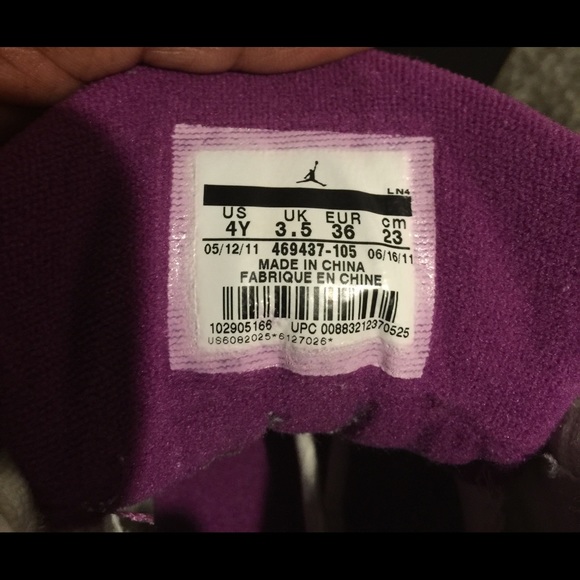 LN4
US UK EUR cm
4Y 3.5 36 23
05/12/11 469437-105 06/16/11
MADE IN CHINA
FABRIQUE EN CHINE
102905166 UPC 00883212370525
US6082025*6127026*